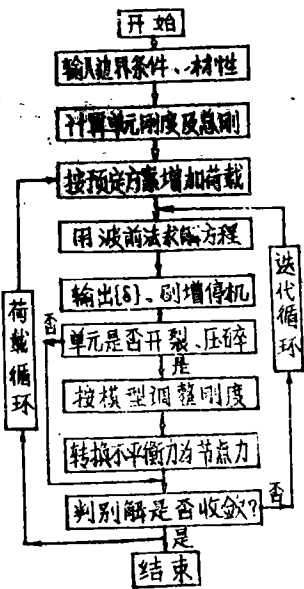 开始
输入边界条件、材性
计算单元刚度及总刚
按预定方案增加荷载
用波前法求解方程
输出{δ}、剧增停机
单元是否开裂、压碎
否
是
按模型调整刚度
转换不平衡力为节点力
判别解是否收敛?
否
是
结束
荷载循环
迭代循环